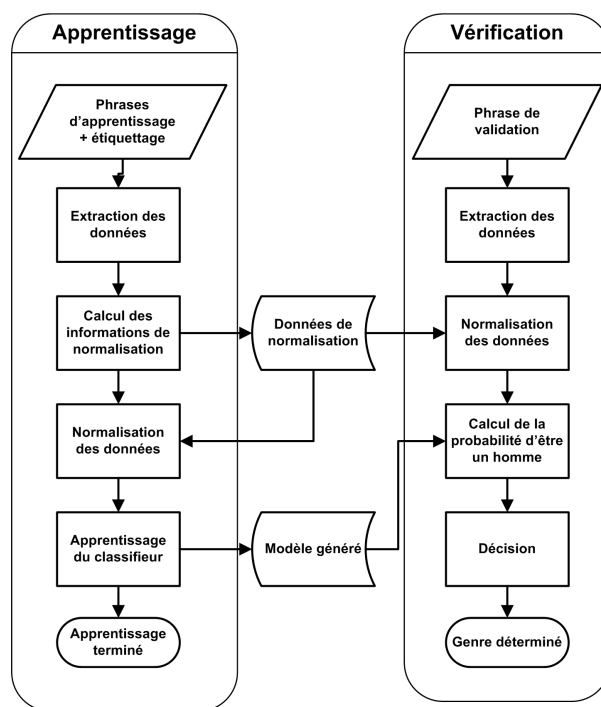 Apprentissage
Phrases
d'apprentissage
+ étiquettage
Extraction des
données
Calcul des
informations de
normalisation
Normalisation
des données
Apprentissage
du classifieur
Apprentissage
terminé
Données de
normalisation
Modèle généré
Vérification
Phrase de
validation
Extraction des
données
Normalisation
des données
Calcul de la
probabilité d'être
un homme
Décision
Genre déterminé